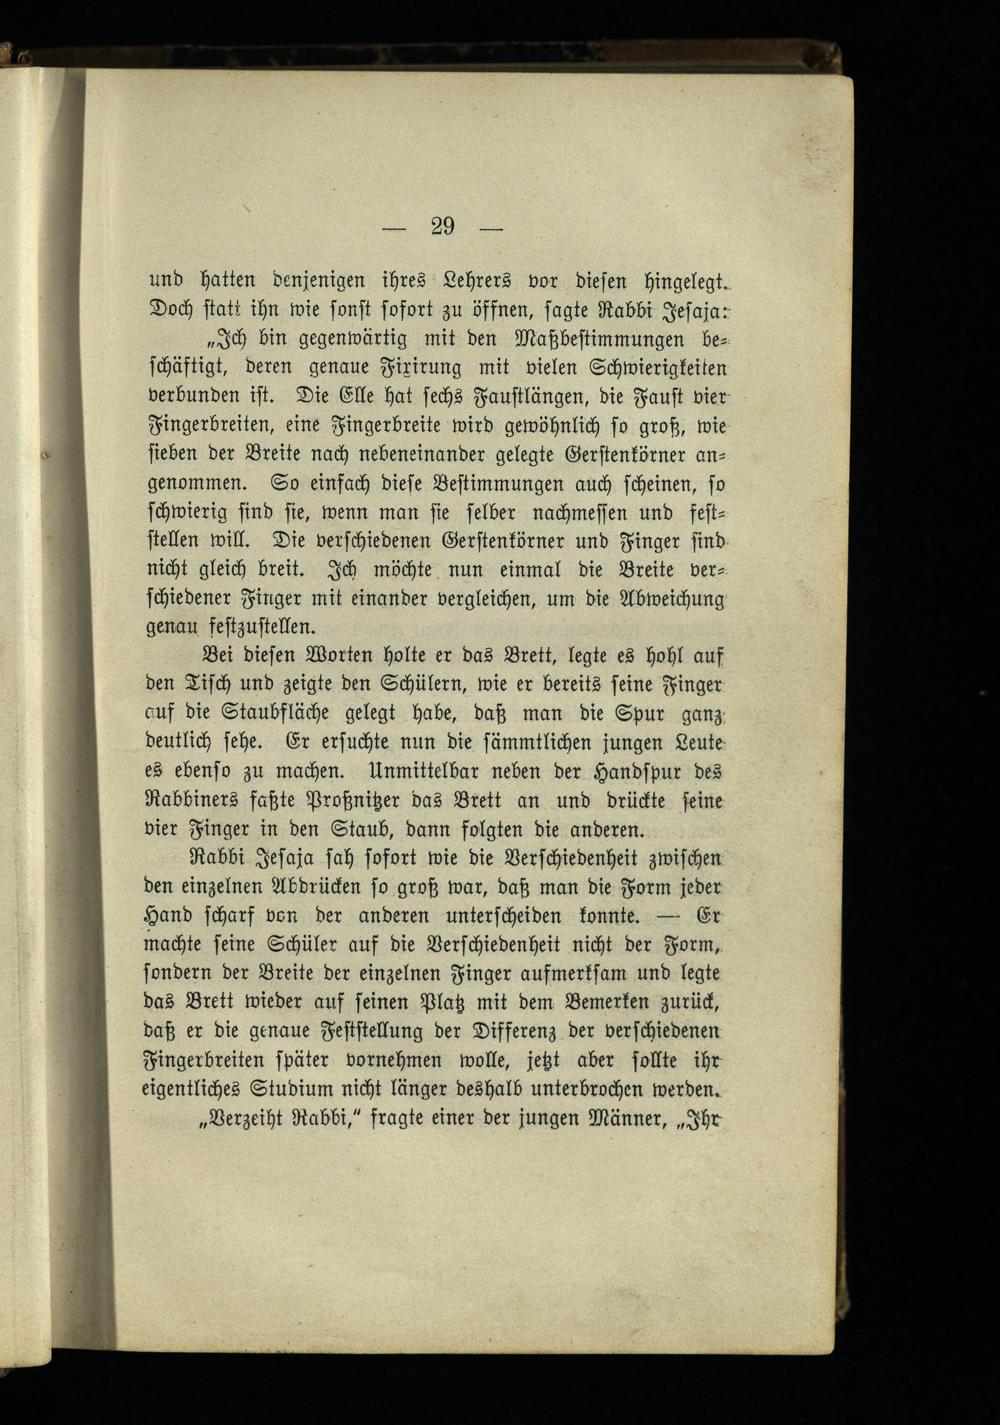 — 29 —
und hatten denjenigen ihres Lehrers vor diesen hingelegt.
Doch statt ihn wie sonst sofort zu öffnen, sagte Rabbi Jesaja:
„Ich bin gegenwärtig mit den Maßbestimmungen be-
schäftigt, deren genaue Fixirung mit vielen Schwierigkeiten
verbunden ist. Die Elle hat sechs Faustlängen, die Faust vier
Fingerbreiten, eine Fingerbreite wird gewöhnlich so groß, wie
sieben der Breite nach nebeneinander gelegte Gerstenkörner an-
genommen. So einfach diese Bestimmungen auch scheinen, so
schwierig sind sie, wenn man sie selber nachmessen und fest-
stellen will. Die verschiedenen Gerstenkörner und Finger sind
nicht gleich breit. Ich möchte nun einmal die Breite ver-
schiedener Finger mit einander vergleichen, um die Abweichung
genau festzustellen.
Bei diesen Worten holte er das Brett, legte es hohl auf
den Tisch und zeigte den Schülern, wie er bereits seine Finger
auf die Staubfläche gelegt habe, daß man die Spur ganz
deutlich sehe. Er ersuchte nun die sämmtlichen jungen Leute
es ebenso zu machen. Unmittelbar neben der Handspur des
Rabbiners faßte Proßnitzer das Brett an und drückte seine
vier Finger in den Staub, dann folgten die anderen.
Rabbi Jesaja sah sofort wie die Verschiedenheit zwischen
den einzelnen Abdrücken so groß war, daß man die Form jeder
Hand scharf von der anderen unterscheiden konnte. — Er
machte seine Schüler auf die Verschiedenheit nicht der Form,
sondern der Breite der einzelnen Finger aufmerksam und legte
das Brett wieder auf seinen Platz mit dem Bemerken zurück,
daß er die genaue Feststellung der Differenz der verschiedenen
Fingerbreiten später vornehmen wolle, jetzt aber sollte ihr
eigentliches Studium nicht länger deshalb unterbrochen werden.
„Verzeiht Rabbi,“ fragte einer der jungen Männer, „Ihr